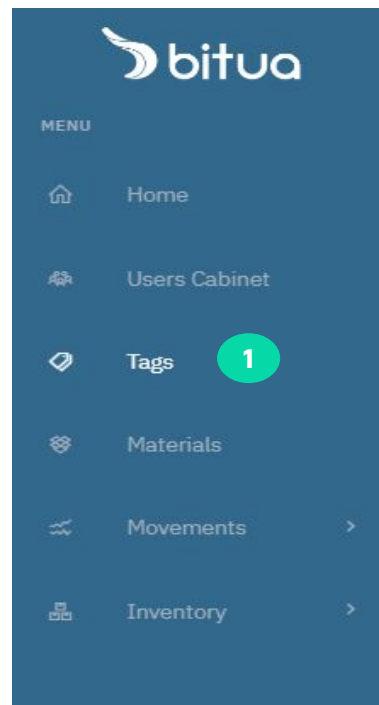 bitua
MENU
Home
Users Cabinet
Tags 1
Materials
Movements >
Inventory >